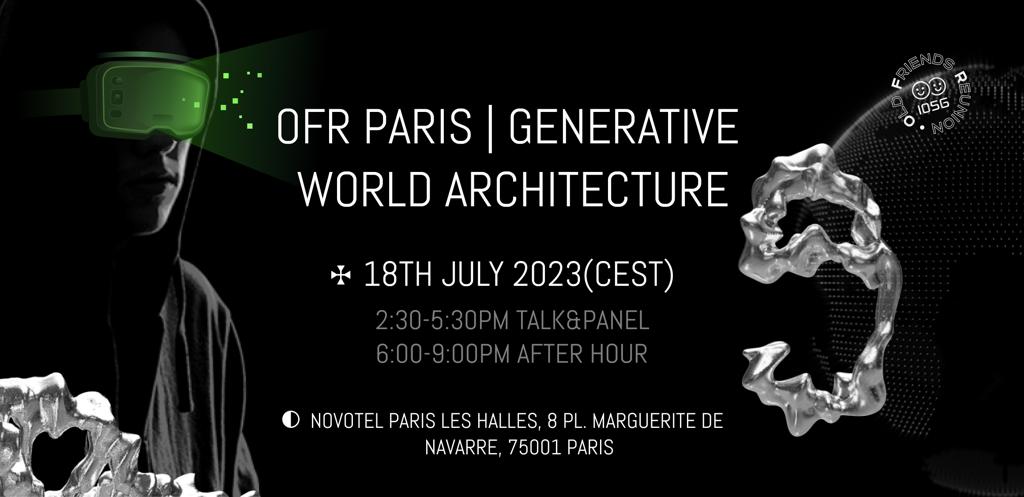 OLD FRIENDS REUNION
IOSG
OFR PARIS | GENERATIVE
WORLD ARCHITECTURE
18TH JULY 2023(CEST)
2:30-5:30PM TALK&PANEL
6:00-9:00PM AFTER HOUR
NOVOTEL PARIS LES HALLES, 8 PL. MARGUERITE DE
NAVARRE, 75001 PARIS